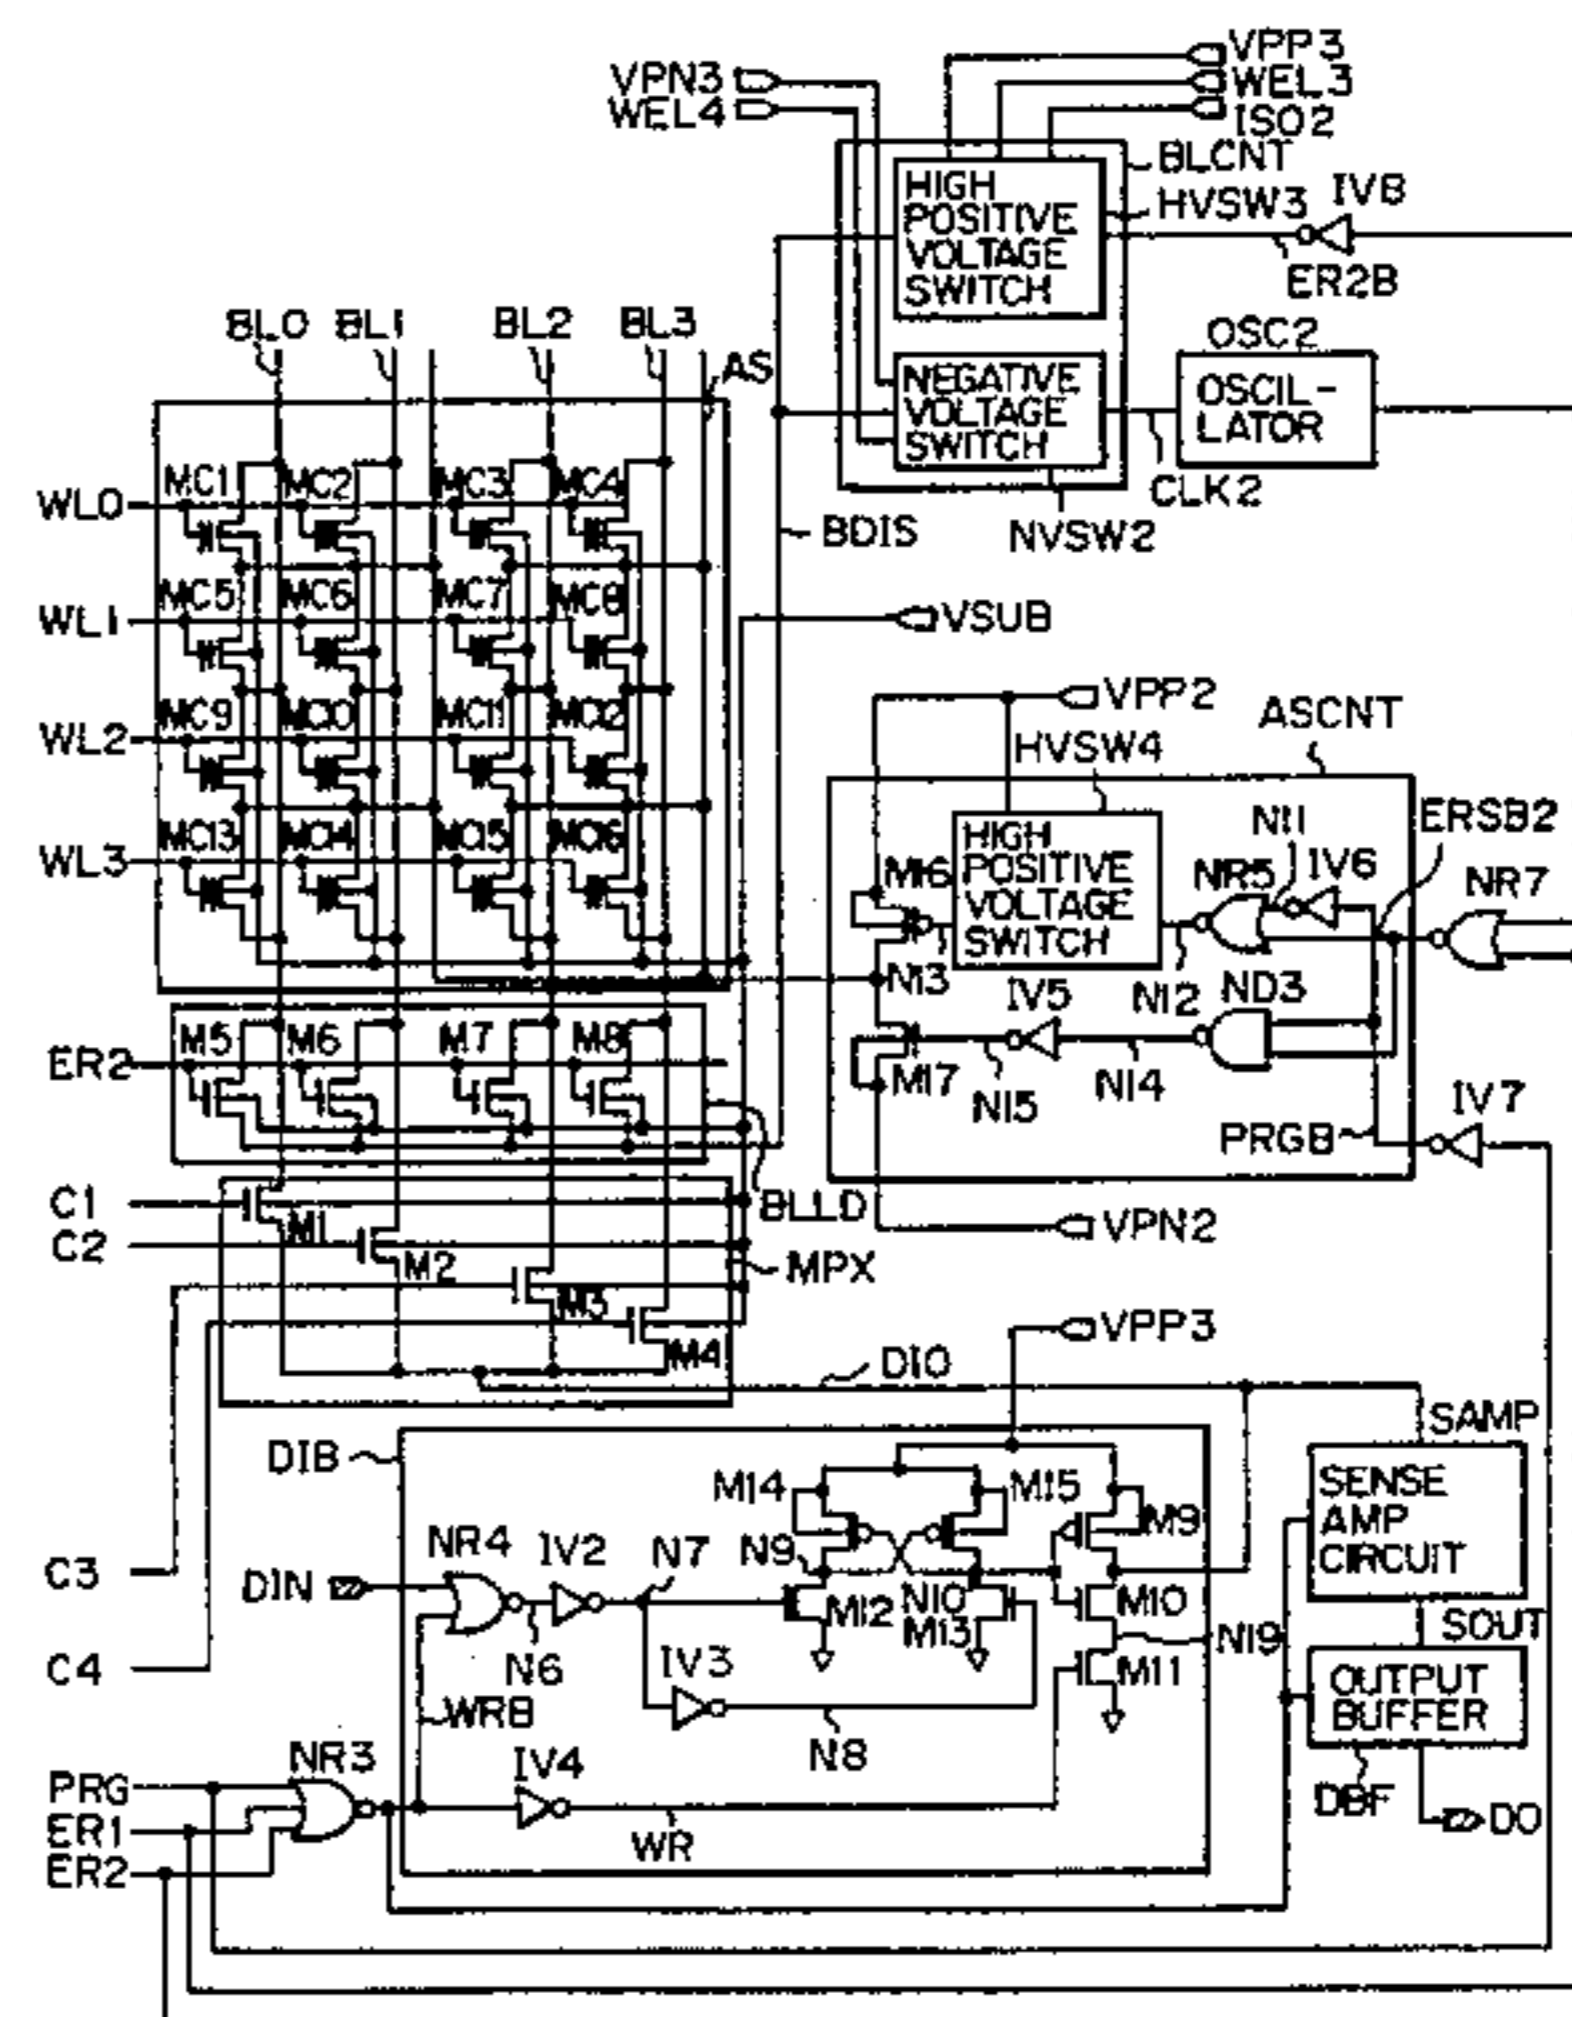 VPP3
VPN3
WEL3
WEL4
ISO2
BLCNT
HIGH
POSITIVE
VOLTAGE
SWITCH
HVSW3
IV8
ER2B
BL0
BL1
BL2
BL3
AS
OSC2
NEGATIVE
VOLTAGE
SWITCH
OSCIL-
LATOR
CLK2
NVSW2
BDIS
WL0
MC1
MC2
MC3
MC4
WL1
MC5
MC6
MC7
MC8
VSUB
WL2
MC9
MC10
MC11
MC12
VPP2
ASCNT
HVSW4
WL3
MC13
MC14
MC15
MC16
HIGH
POSITIVE
VOLTAGE
SWITCH
M16
N11
ERSB2
NR5
IV6
NR7
N13
IV5
N12
ND3
ER2
M5
M6
M7
M8
M17
N15
N14
IV7
PRGB
C1
M1
BLLD
VPN2
C2
M2
MPX
M3
M4
VPP3
DIO
SAMP
DIB
M14
M15
M9
SENSE
AMP
CIRCUIT
NR4
IV2
N7
N9
C3
DIN
M12
N10
M13
M10
N19
SOUT
C4
N6
IV3
M11
OUTPUT
BUFFER
WRB
N8
NR3
IV4
PRG
ER1
ER2
WR
DBF
DO